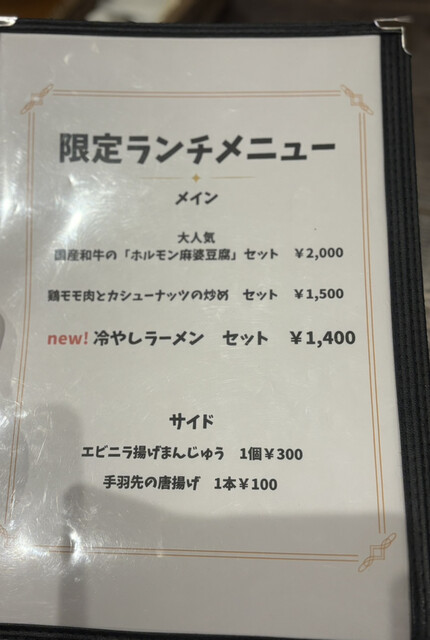 限定ランチメニュー
メイン
大人気
国産和牛の「ホルモン麻婆豆腐」セット ￥2,000
鶏モモ肉とカシューナッツの炒め セット ￥1,500
new! 冷やしラーメン セット ￥1,400
サイド
エビニラ揚げまんじゅう 1個￥300
手羽先の唐揚げ 1本￥100